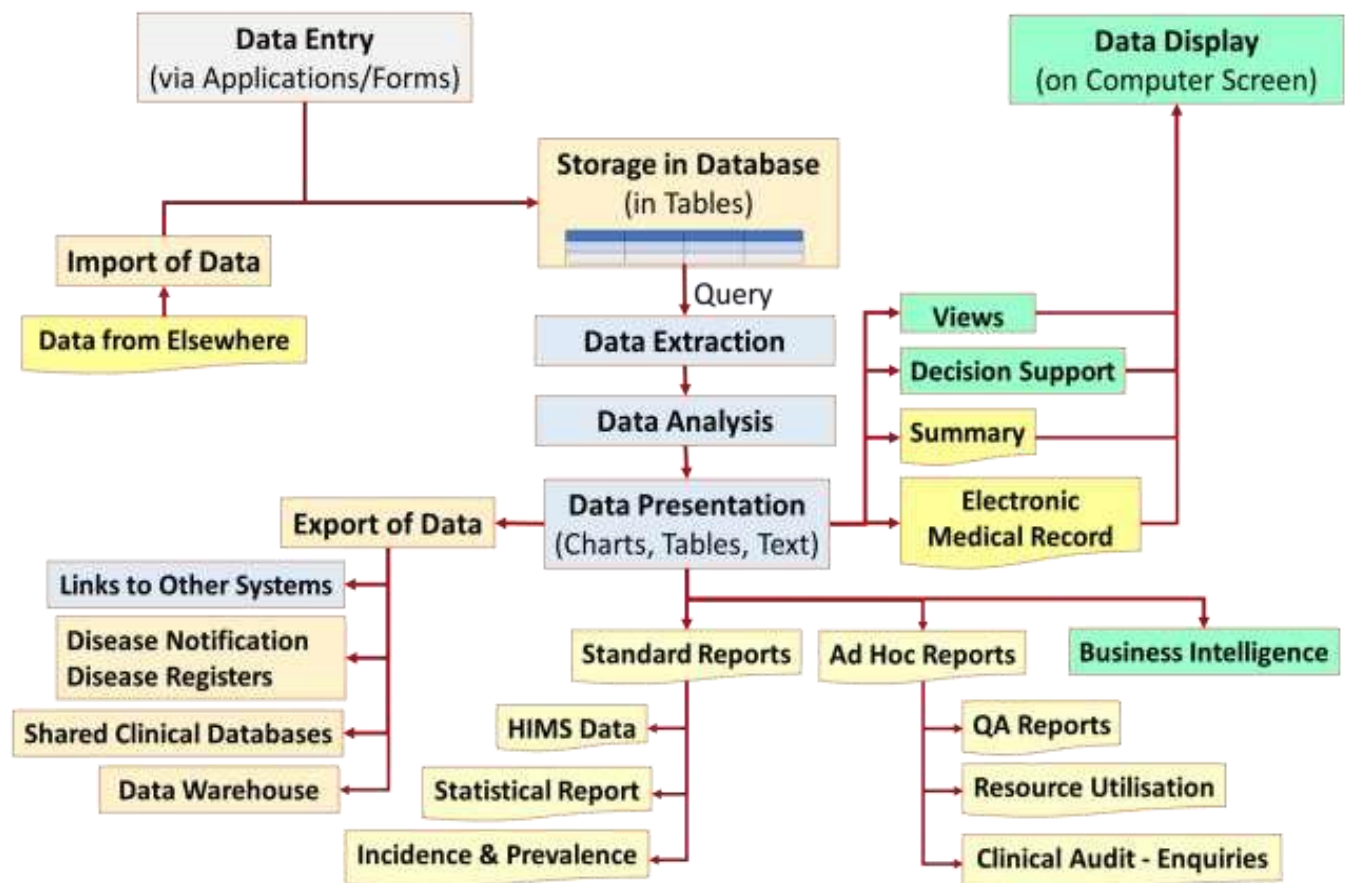 Data Entry
(via Applications/Forms)
Data Display
(on Computer Screen)
Storage in Database
(in Tables)
Import of Data
Data from Elsewhere
Query
Data Extraction
Data Analysis
Data Presentation
(Charts, Tables, Text)
Views
Decision Support
Summary
Electronic
Medical Record
Export of Data
Links to Other Systems
Disease Notification
Disease Registers
Shared Clinical Databases
Data Warehouse
Standard Reports
HIMS Data
Statistical Report
Incidence & Prevalence
Ad Hoc Reports
QA Reports
Resource Utilisation
Clinical Audit - Enquiries
Business Intelligence